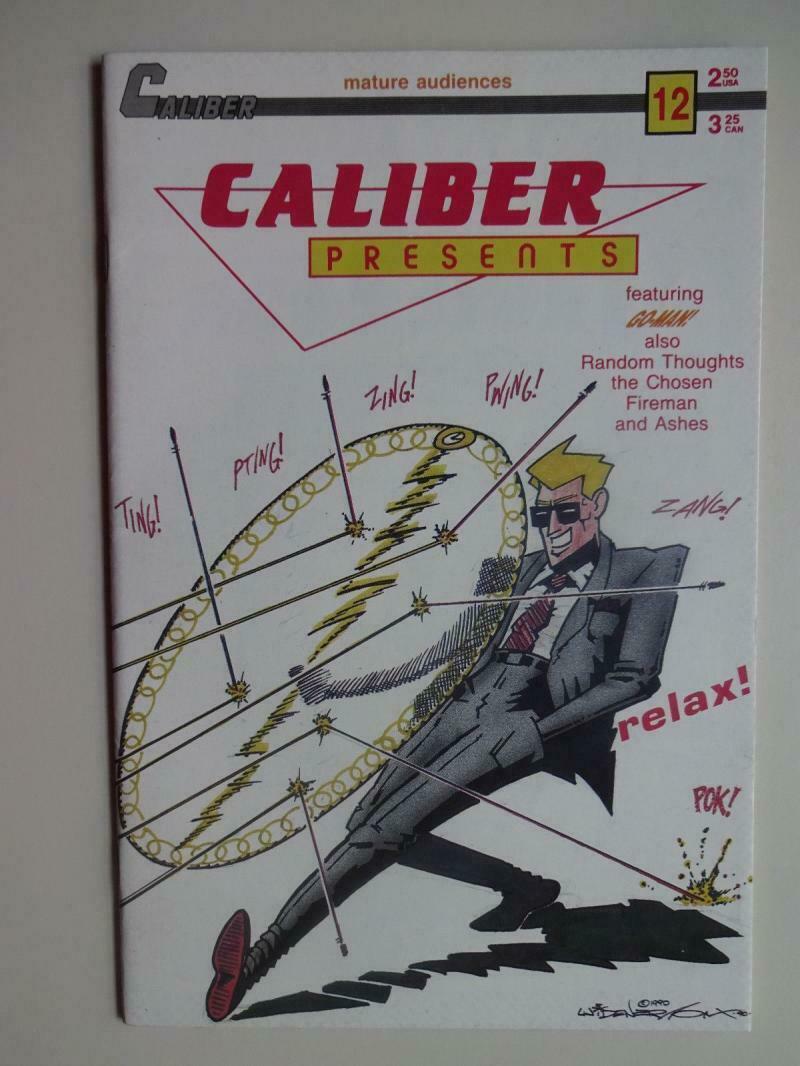 CALIBER
mature audiences
12
2 50 USA
3 25 CAN
CALIBER
PRESENTS
featuring
GO-MAN!
also
Random Thoughts
the Chosen
Fireman
and Ashes
TING!
PTING!
ZING!
PWING!
ZANG!
relax!
POK!
©1990